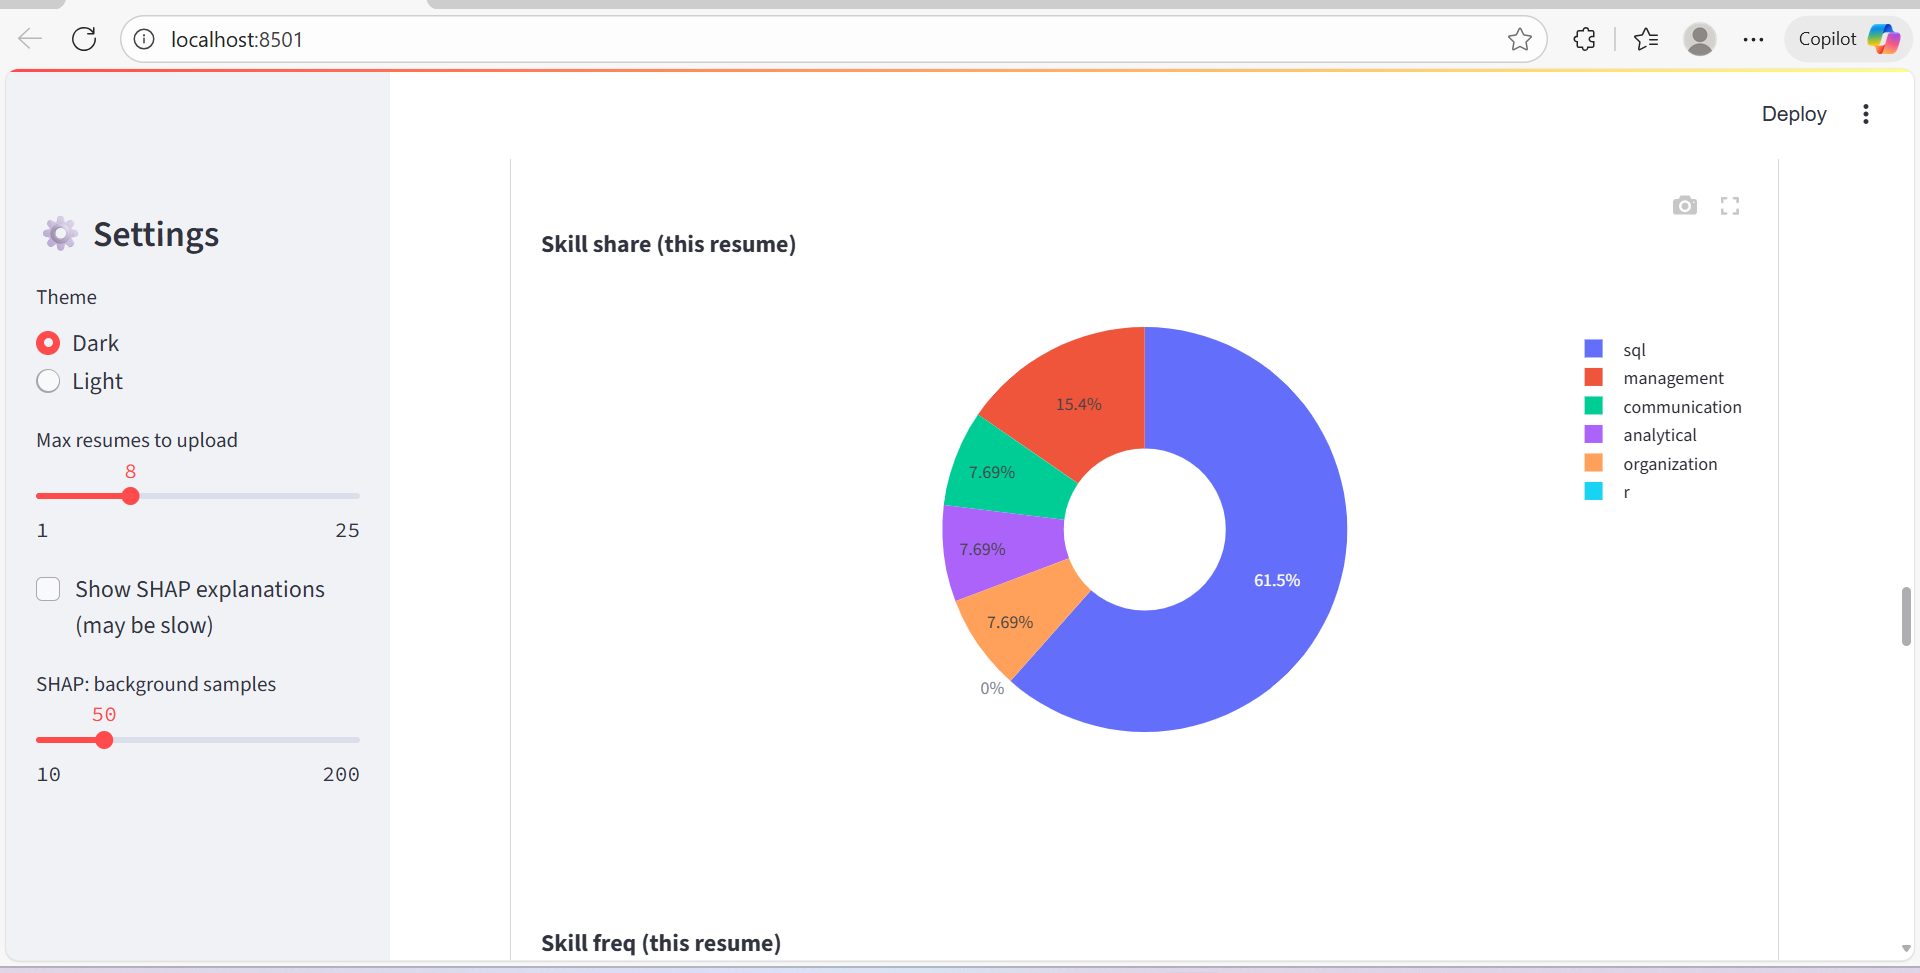 localhost:8501
Copilot
Deploy
Settings
Theme
Dark
Light
Max resumes to upload
8
1 25
Show SHAP explanations
(may be slow)
SHAP: background samples
50
10 200
Skill share (this resume)
15.4%
7.69%
7.69%
7.69%
61.5%
0%
sql
management
communication
analytical
organization
r
Skill freq (this resume)